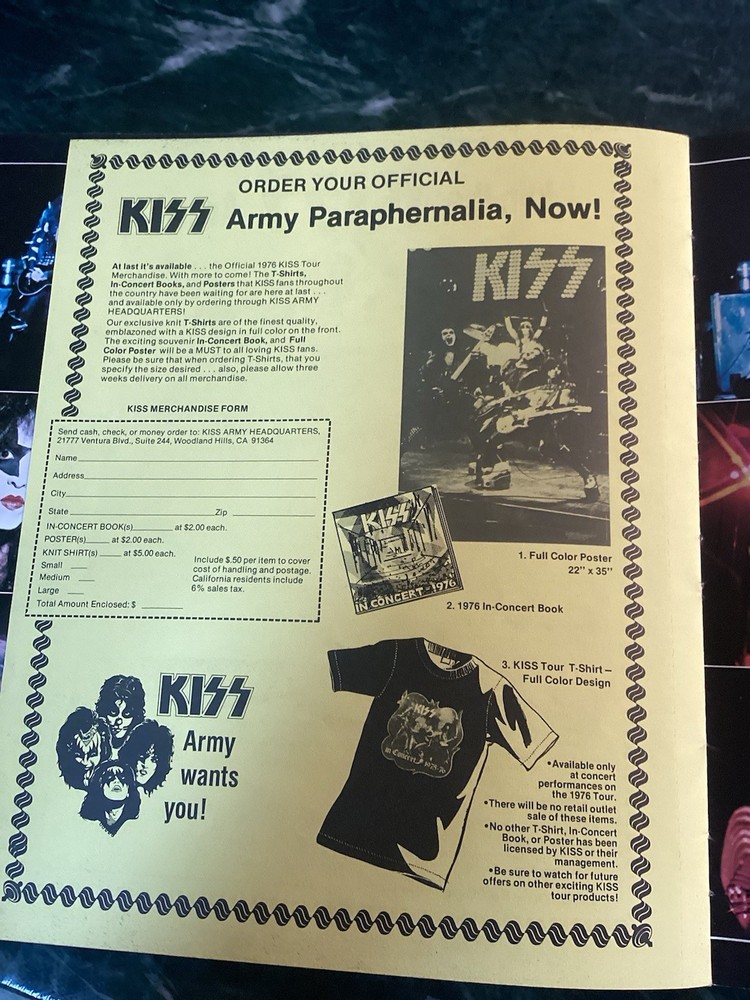 ORDER YOUR OFFICIAL
KISS Army Paraphernalia, Now!
At last it's available . . . the Official 1976 KISS Tour
Merchandise. With more to come! The T-Shirts,
In-Concert Books, and Posters that KISS fans throughout
the country have been waiting for are here at last . . .
and available only by ordering through KISS ARMY
HEADQUARTERS!
Our exclusive knit T-Shirts are of the finest quality,
emblazoned with a KISS design in full color on the front.
The exciting souvenir In-Concert Book, and Full
Color Poster will be a MUST to all loving KISS fans.
Please be sure that when ordering T-Shirts, that you
specify the size desired . . . also, please allow three
weeks delivery on all merchandise.
KISS MERCHANDISE FORM
Send cash, check, or money order to: KISS ARMY HEADQUARTERS,
21777 Ventura Blvd., Suite 244, Woodland Hills, CA 91364
Name
Address
City
State Zip
IN-CONCERT BOOK(s) at $2.00 each.
POSTER(s) at $2.00 each.
KNIT SHIRT(s) at $5.00 each.
Small
Medium
Large
Include $.50 per item to cover
cost of handling and postage.
California residents include
6% sales tax.
Total Amount Enclosed: $
KISS
1. Full Color Poster
22" x 35"
KISS
IN CONCERT 1976
2. 1976 In-Concert Book
3. KISS Tour T-Shirt—
Full Color Design
KISS
In Concert 1975-76
KISS
Army
wants
you!
•Available only
at concert
performances on
the 1976 Tour.
•There will be no retail outlet
sale of these items.
•No other T-Shirt, In-Concert
Book, or Poster has been
licensed by KISS or their
management.
•Be sure to watch for future
offers on other exciting KISS
tour products!